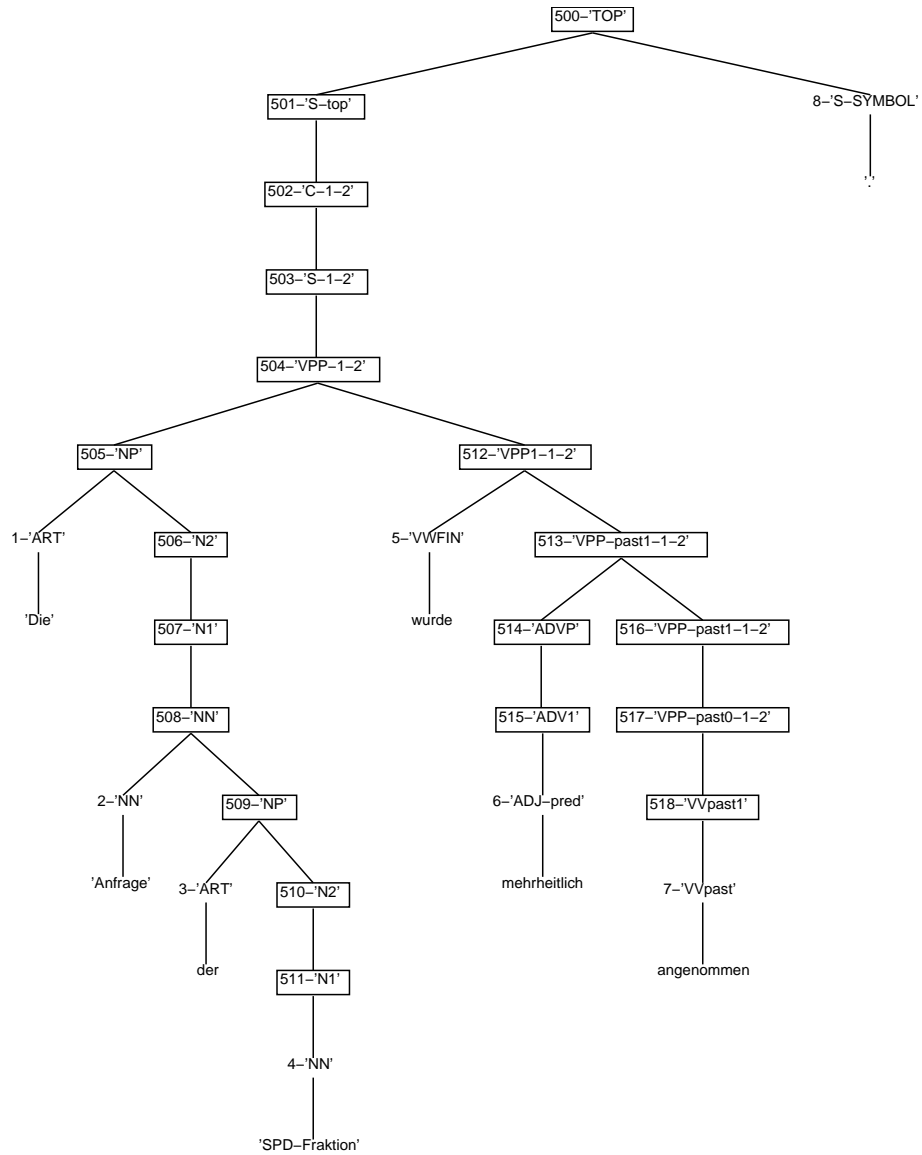 500–'TOP'
501–'S–top'
8–'S–SYMBOL'
502–'C–1–2'
'.'
503–'S–1–2'
504–'VPP–1–2'
505–'NP'
512–'VPP1–1–2'
1–'ART'
506–'N2'
5–'VWFIN'
513–'VPP–past1–1–2'
'Die'
507–'N1'
wurde
514–'ADVP'
516–'VPP–past1–1–2'
508–'NN'
515–'ADV1'
517–'VPP–past0–1–2'
2–'NN'
509–'NP'
6–'ADJ–pred'
518–'VVpast1'
'Anfrage'
3–'ART'
510–'N2'
mehrheitlich
7–'VVpast'
der
511–'N1'
angenommen
4–'NN'
'SPD–Fraktion'